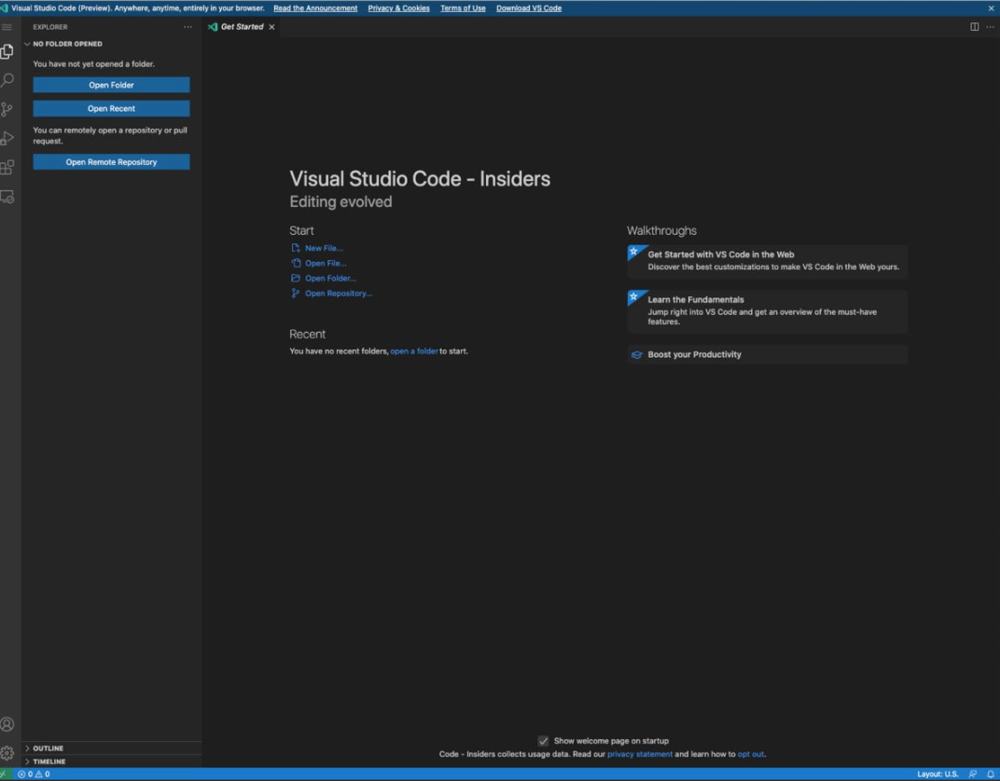 Visual Studio Code (Preview). Anywhere, anytime, entirely in your browser. Read the Announcement Privacy & Cookies Terms of Use Download VS Code
EXPLORER
NO FOLDER OPENED
You have not yet opened a folder.
Open Folder
Open Recent
You can remotely open a repository or pull
request.
Open Remote Repository
OUTLINE
TIMELINE
Get Started
Visual Studio Code - Insiders
Editing evolved
Start
New File...
Open File...
Open Folder...
Open Repository...
Recent
You have no recent folders, open a folder to start.
Walkthroughs
Get Started with VS Code in the Web
Discover the best customizations to make VS Code in the Web yours.
Learn the Fundamentals
Jump right into VS Code and get an overview of the must-have
features.
Boost your Productivity
Show welcome page on startup
Code - Insiders collects usage data. Read our privacy statement and learn how to opt out.
0 0
Layout: U.S.